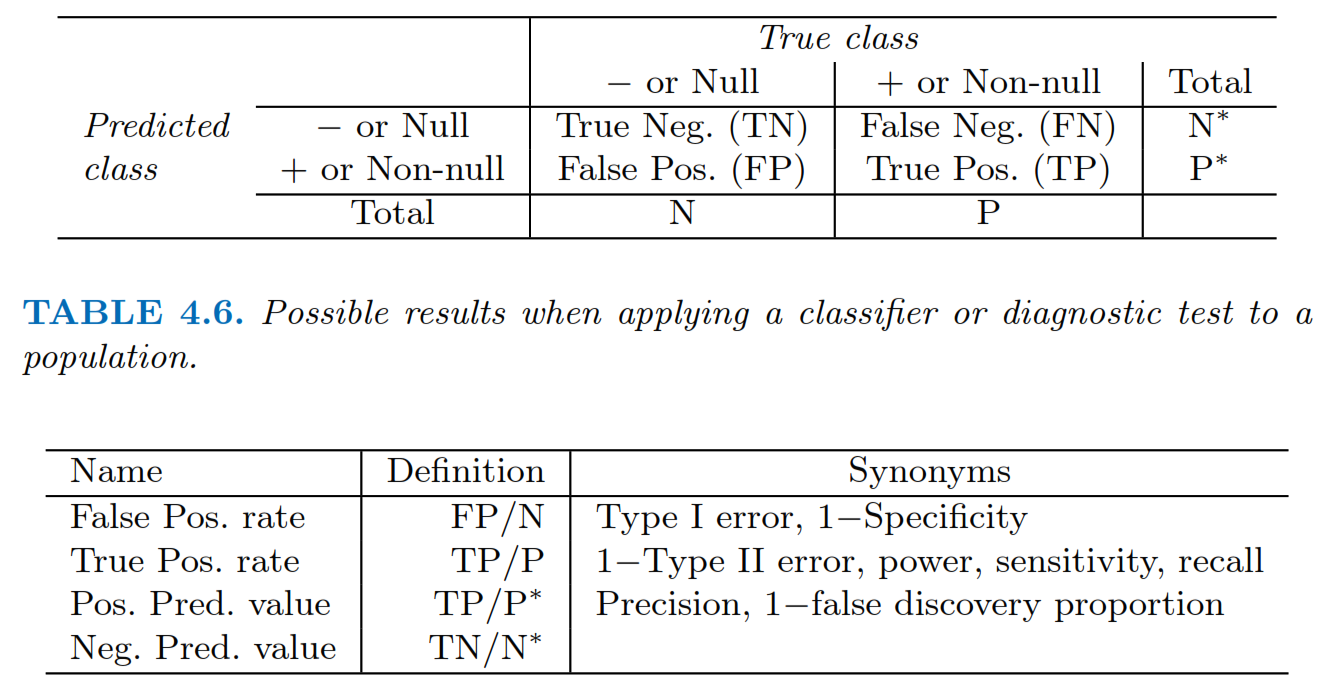 True class
− or Null + or Non-null Total
Predicted − or Null True Neg. (TN) False Neg. (FN) N*
class + or Non-null False Pos. (FP) True Pos. (TP) P*
Total N P
TABLE 4.6. Possible results when applying a classifier or diagnostic test to a
population.
Name Definition Synonyms
False Pos. rate FP/N Type I error, 1−Specificity
True Pos. rate TP/P 1−Type II error, power, sensitivity, recall
Pos. Pred. value TP/P* Precision, 1−false discovery proportion
Neg. Pred. value TN/N*